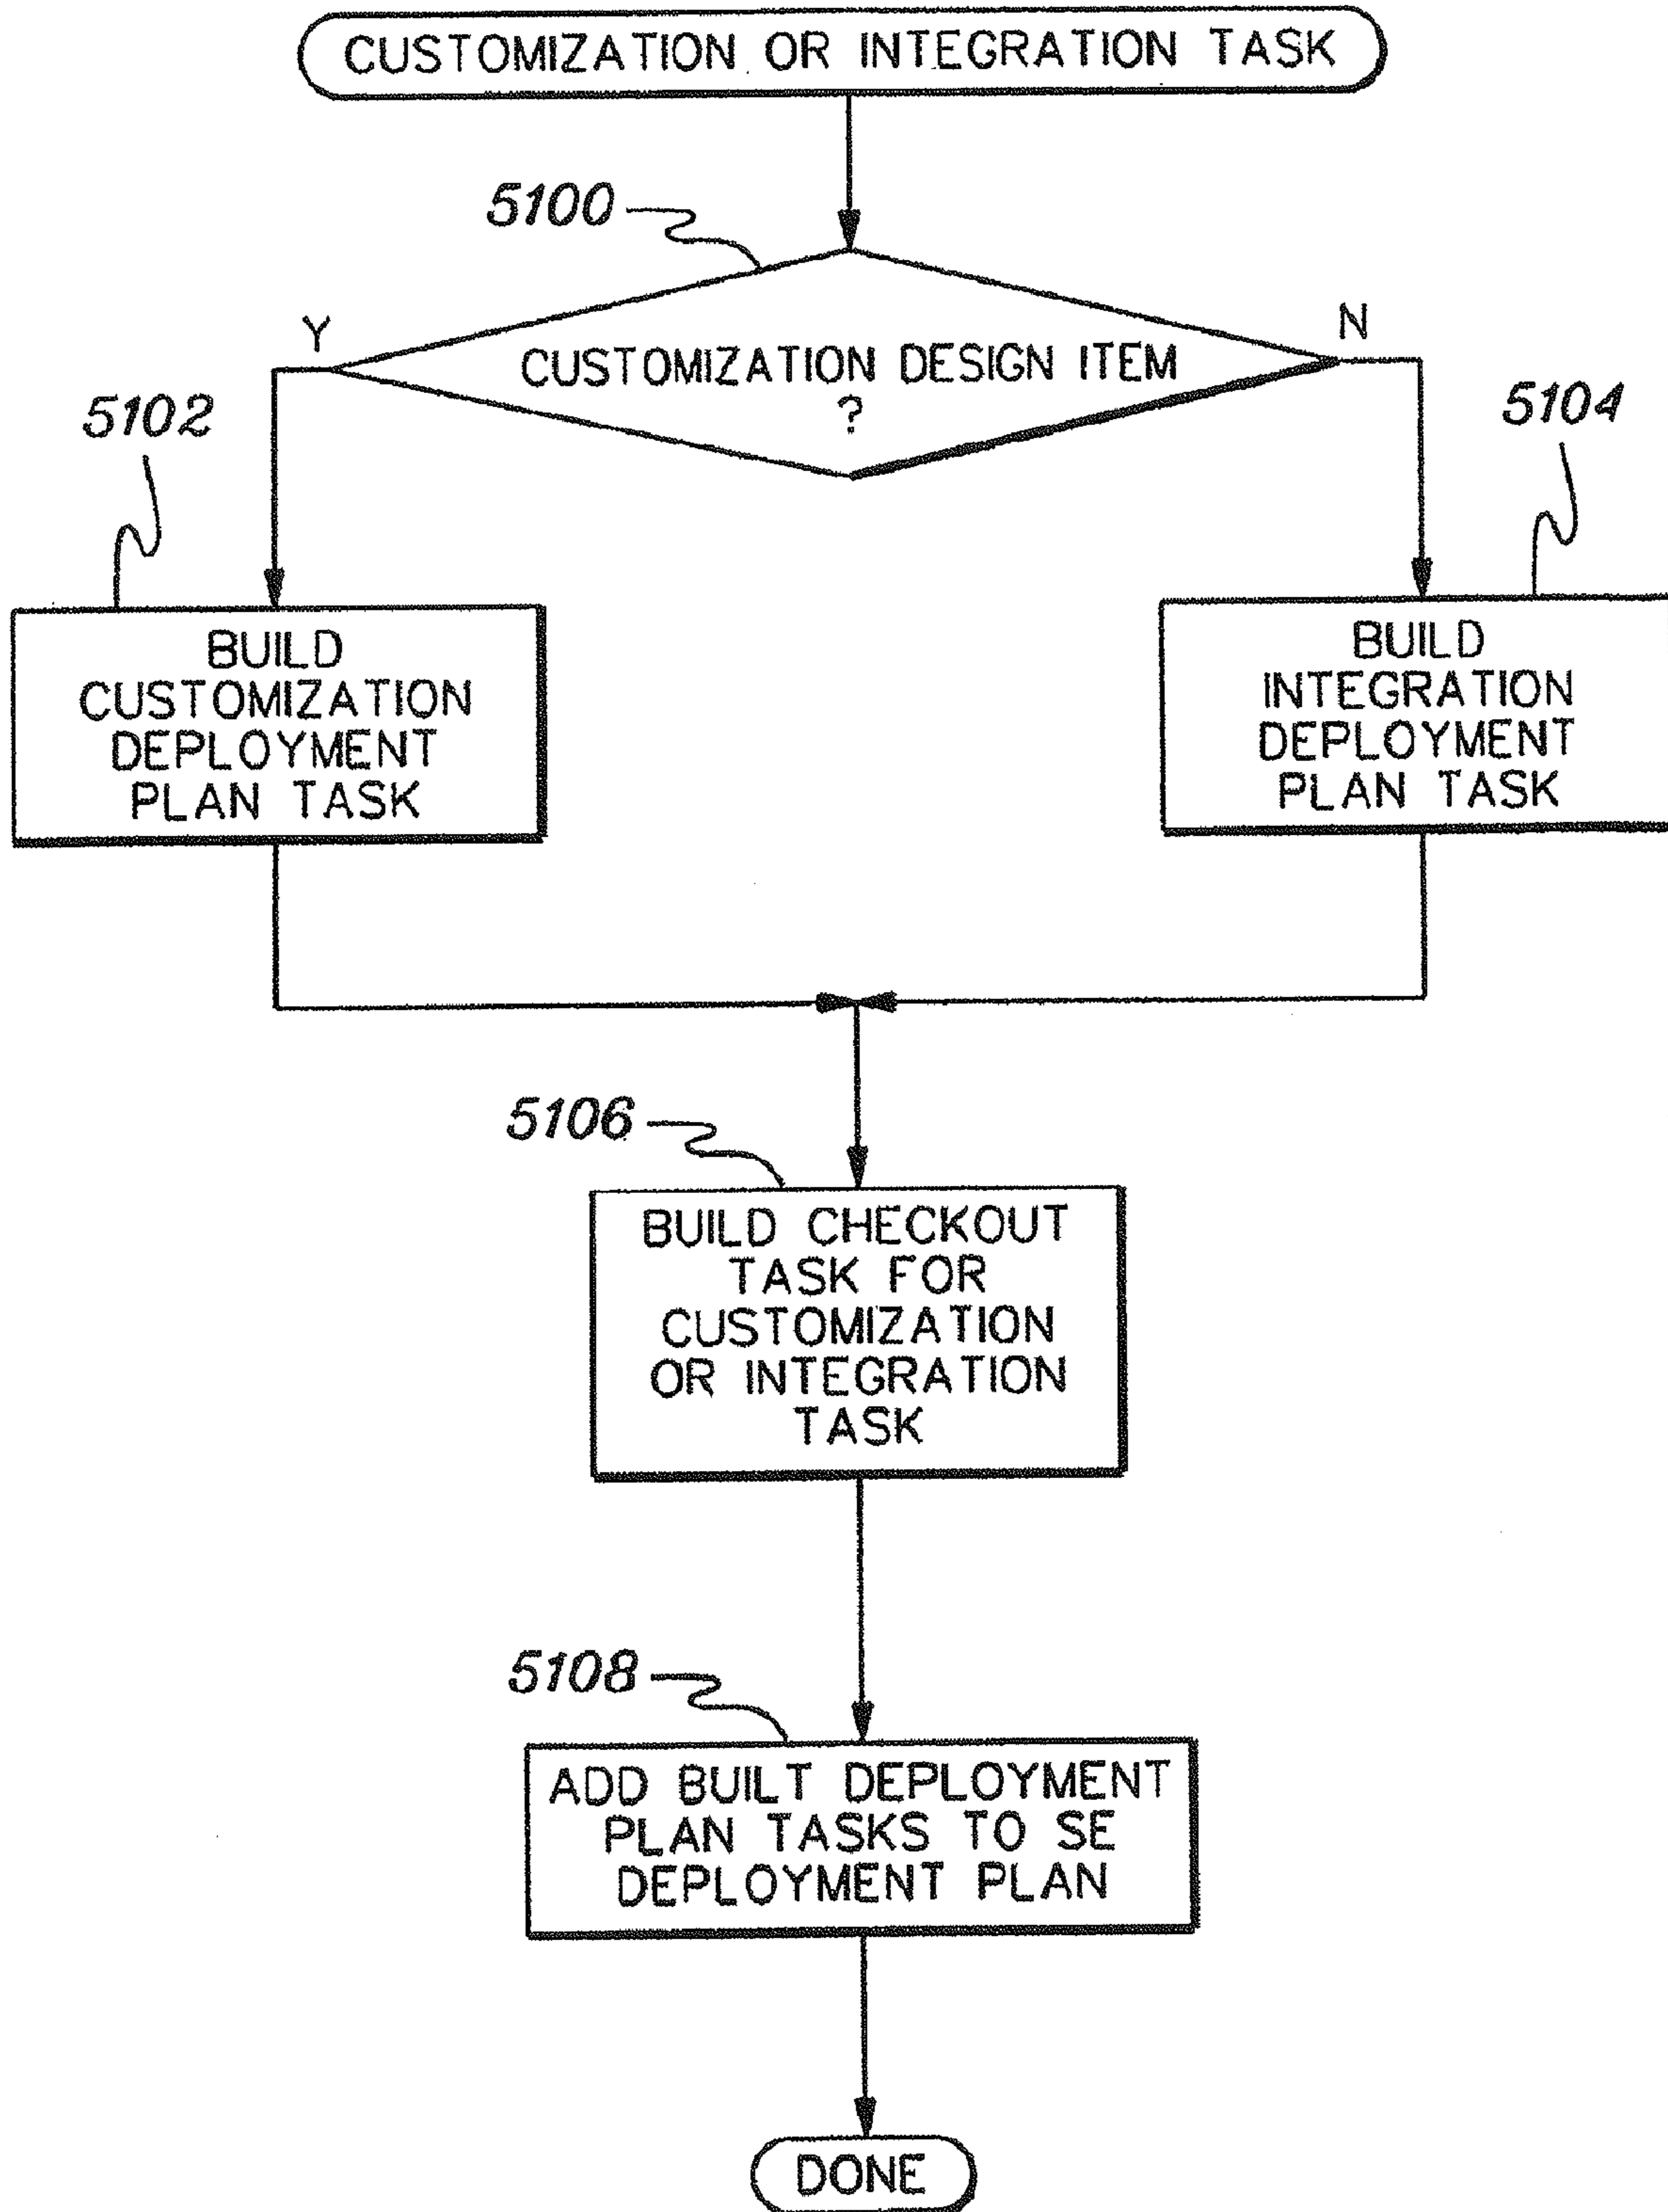 CUSTOMIZATION OR INTEGRATION TASK
5100
Y
N
CUSTOMIZATION DESIGN ITEM
?
5102
5104
BUILD
CUSTOMIZATION
DEPLOYMENT
PLAN TASK
BUILD
INTEGRATION
DEPLOYMENT
PLAN TASK
5106
BUILD CHECKOUT
TASK FOR
CUSTOMIZATION
OR INTEGRATION
TASK
5108
ADD BUILT DEPLOYMENT
PLAN TASKS TO SE
DEPLOYMENT PLAN
DONE